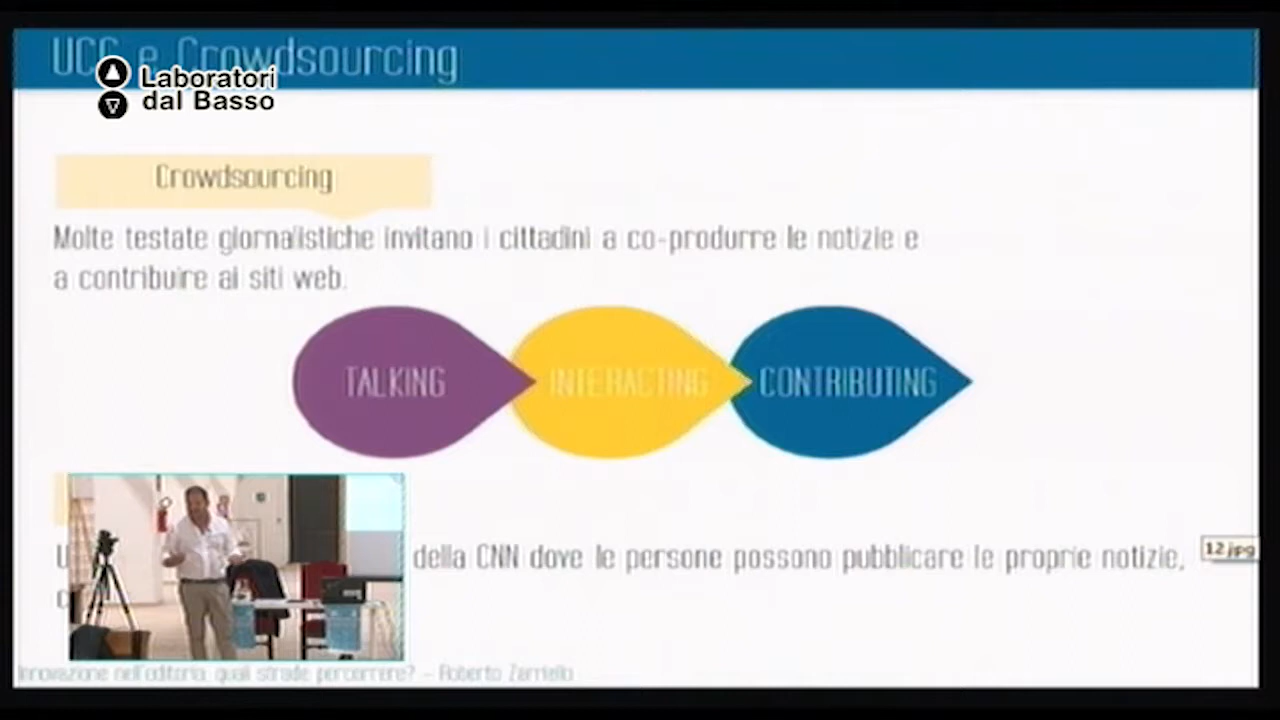 UCG e Crowdsourcing
Laboratori
dal Basso
Crowdsourcing
Molte testate giornalistiche invitano i cittadini a co-produrre le notizie e
a contribuire ai siti web.
TALKING
INTERACTING
CONTRIBUTING
della CNN dove le persone possono pubblicare le proprie notizie,
12.jpg
Innovazione nell'editoria: quali strade percorrere? – Roberto Zarriello